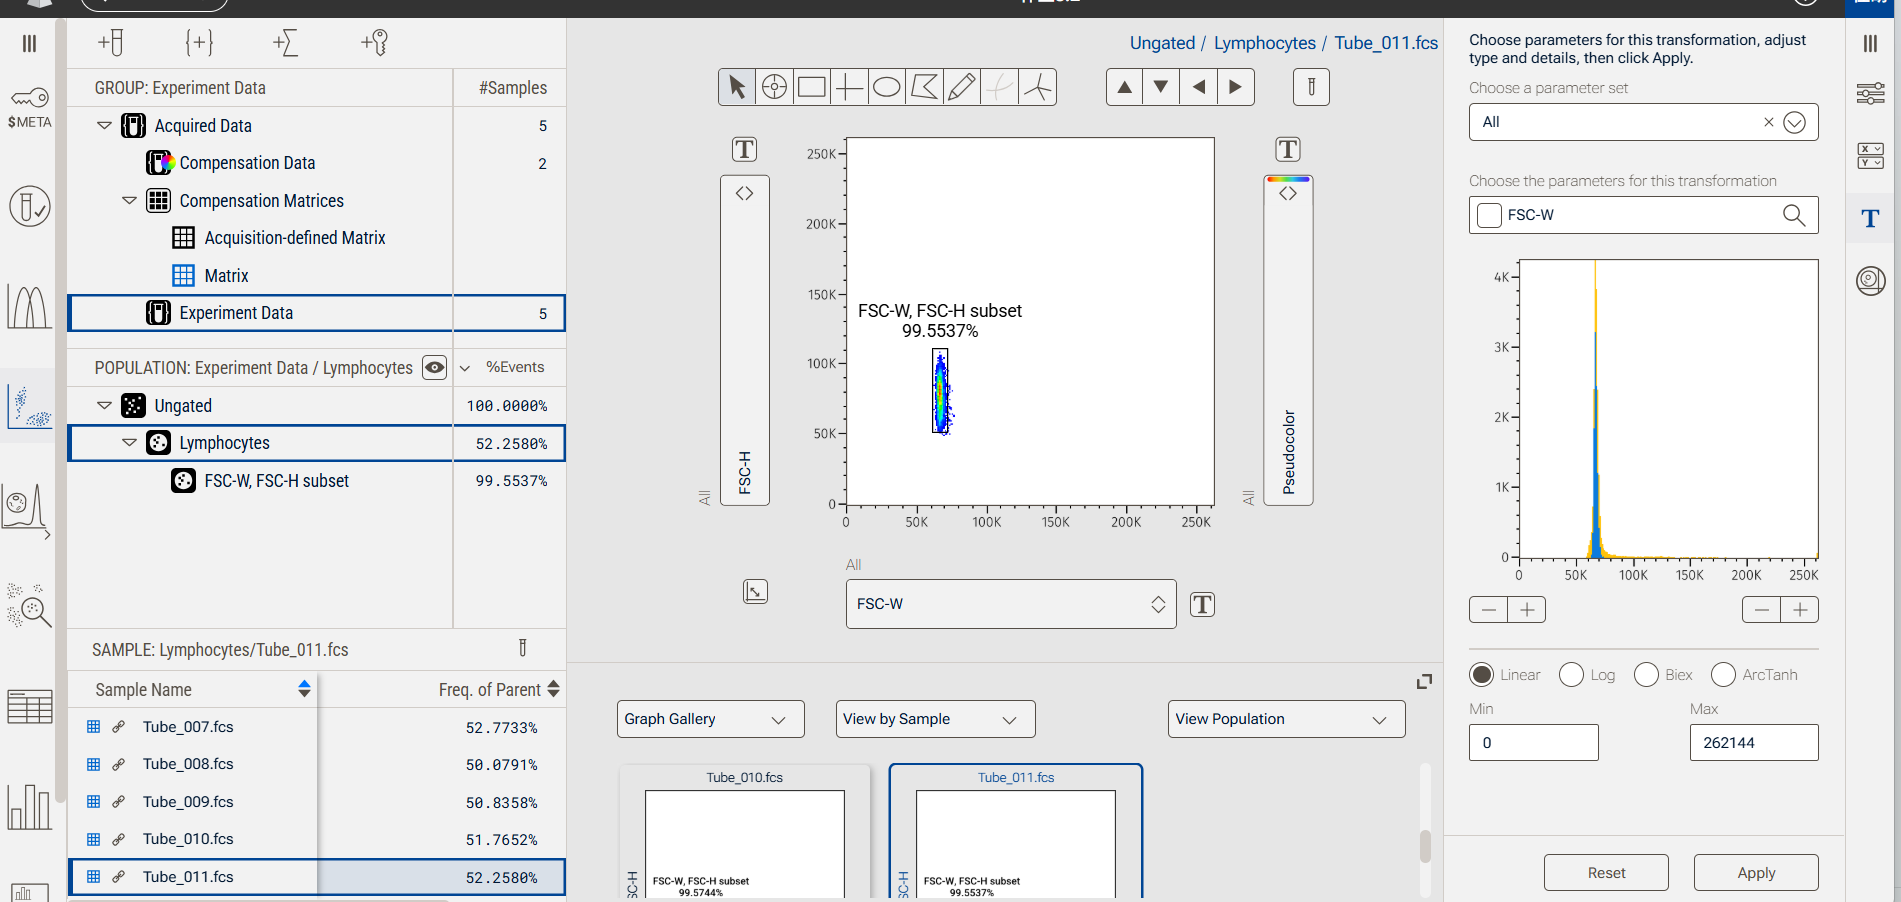 Ungated / Lymphocytes / Tube_011.fcs
$META
GROUP: Experiment Data
#Samples
Acquired Data
5
Compensation Data
2
Compensation Matrices
Acquisition-defined Matrix
Matrix
Experiment Data
5
POPULATION: Experiment Data / Lymphocytes
%Events
Ungated
100.0000%
Lymphocytes
52.2580%
FSC-W, FSC-H subset
99.5537%
SAMPLE: Lymphocytes/Tube_011.fcs
Sample Name
Freq. of Parent
Tube_007.fcs
52.7733%
Tube_008.fcs
50.0791%
Tube_009.fcs
50.8358%
Tube_010.fcs
51.7652%
Tube_011.fcs
52.2580%
T
FSC-H
All
250K
200K
150K
100K
50K
0
FSC-W, FSC-H subset
99.5537%
0
50K
100K
150K
200K
250K
T
Pseudocolor
All
All
FSC-W
T
Graph Gallery
View by Sample
View Population
Tube_010.fcs
SC-H
FSC-W, FSC-H subset
99.5744%
Tube_011.fcs
SC-H
FSC-W, FSC-H subset
99.5537%
Choose parameters for this transformation, adjust
type and details, then click Apply.
Choose a parameter set
All
Choose the parameters for this transformation
FSC-W
4K
3K
2K
1K
0
0
50K
100K
150K
200K
250K
Linear
Log
Biex
ArcTanh
Min
Max
0
262144
Reset
Apply
X
Y
T